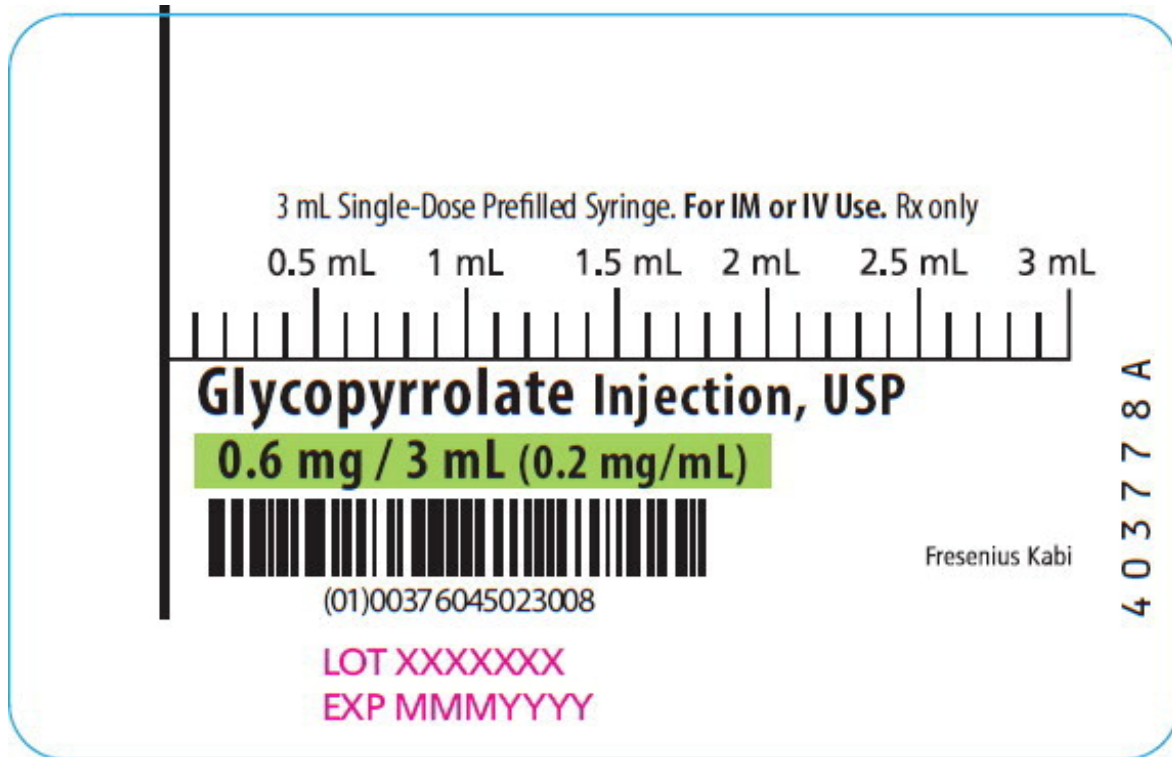 3 mL Single-Dose Prefilled Syringe. For IM or IV Use. Rx only
0.5 mL 1 mL 1.5 mL 2 mL 2.5 mL 3 mL
Glycopyrrolate Injection, USP
0.6 mg / 3 mL (0.2 mg/mL)
(01)00376045023008
Fresenius Kabi
LOT XXXXXXX
EXP MMMYYYY
403778A